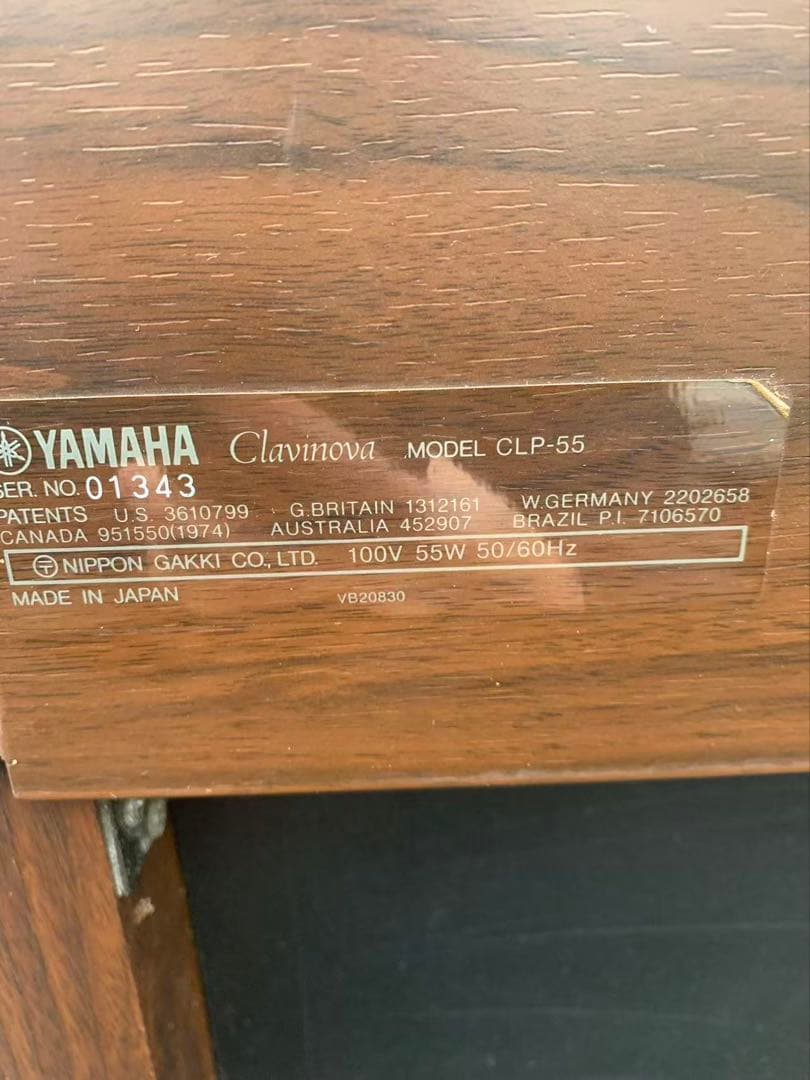 YAMAHA Clavinova MODEL CLP-55
SER. NO. 01343
PATENTS U.S. 3610799 G.BRITAIN 1312161 W.GERMANY 2202658
CANADA 951550(1974) AUSTRALIA 452907 BRAZIL P.I. 7106570
NIPPON GAKKI CO., LTD. 100V 55W 50/60Hz
MADE IN JAPAN VB20830